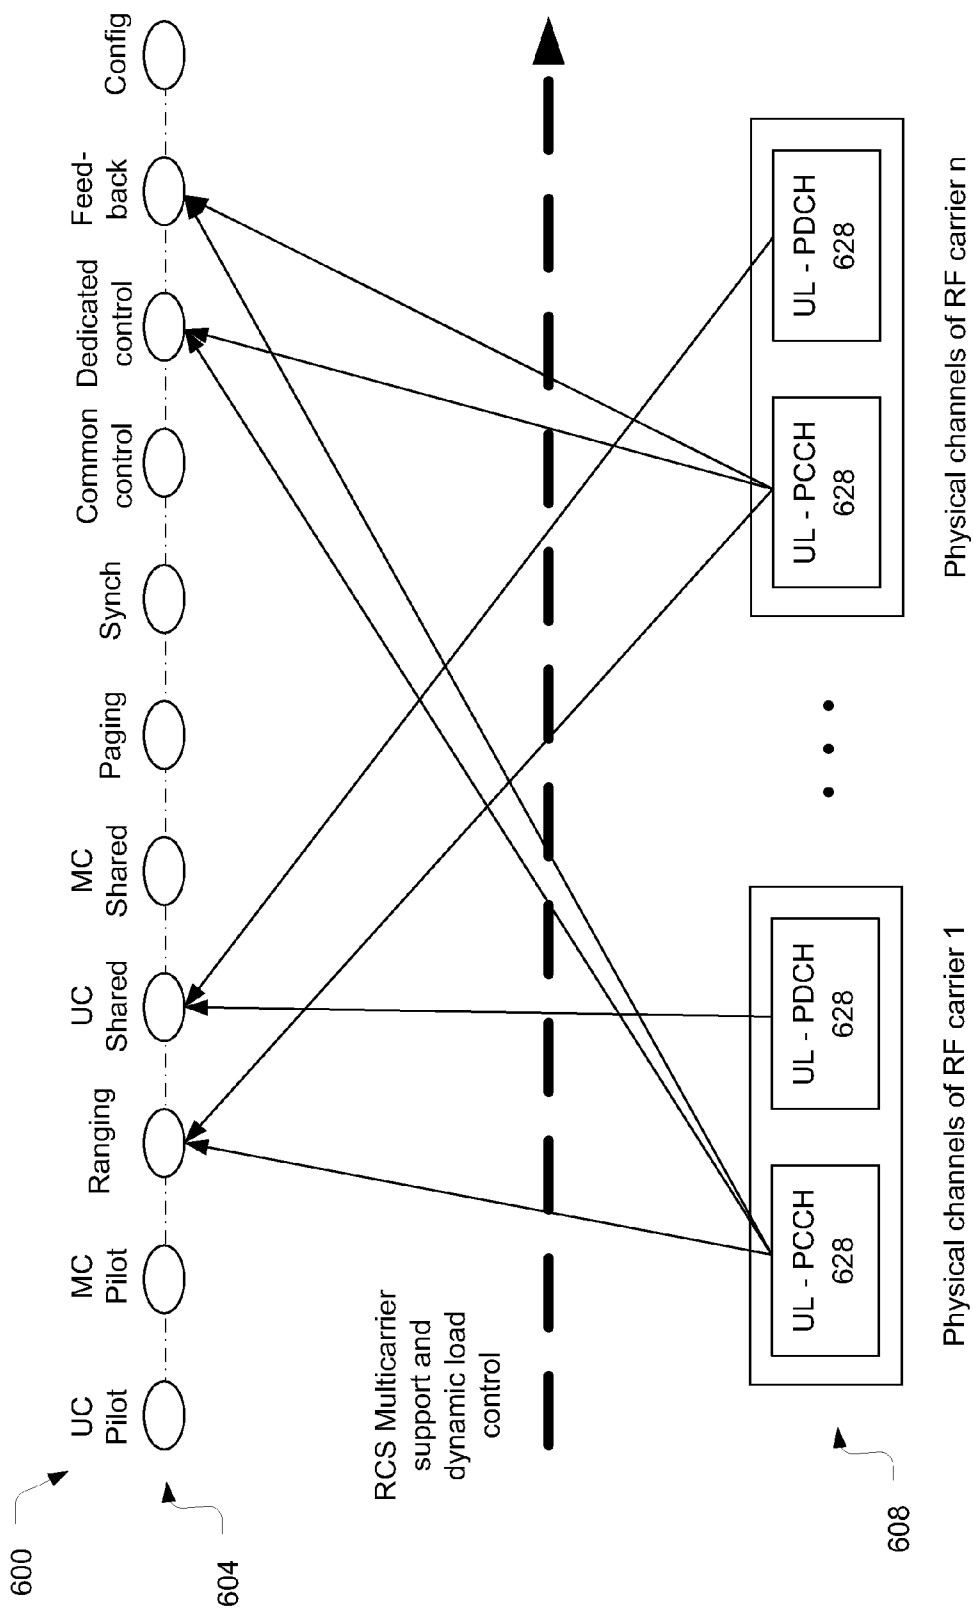 600
604
UC
Pilot
MC
Pilot
Ranging
UC
Shared
MC
Shared
Paging
Synch
Common
control
Dedicated
control
Feed-
back
Config
RCS Multicarrier
support and
dynamic load
control
UL - PCCH
628
UL - PDCH
628
UL - PCCH
628
UL - PDCH
628
608
Physical channels of RF carrier 1
Physical channels of RF carrier n